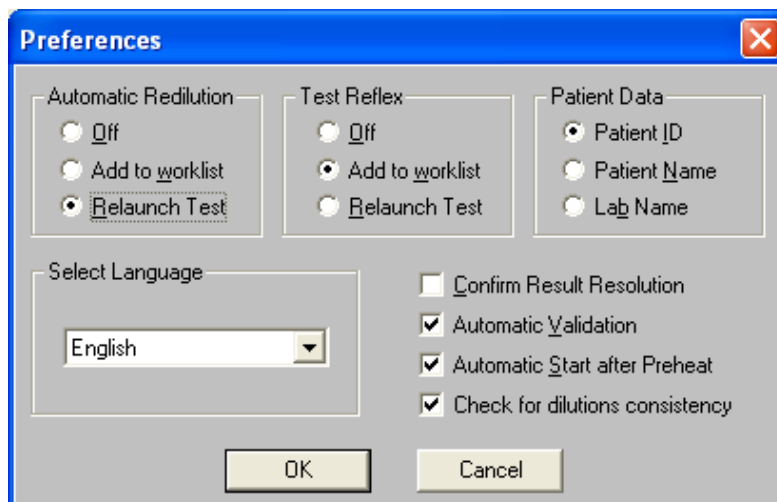 Preferences
Automatic Redilution
Off
Add to worklist
Relaunch Test
Test Reflex
Off
Add to worklist
Relaunch Test
Patient Data
Patient ID
Patient Name
Lab Name
Select Language
English
Confirm Result Resolution
Automatic Validation
Automatic Start after Preheat
Check for dilutions consistency
OK
Cancel